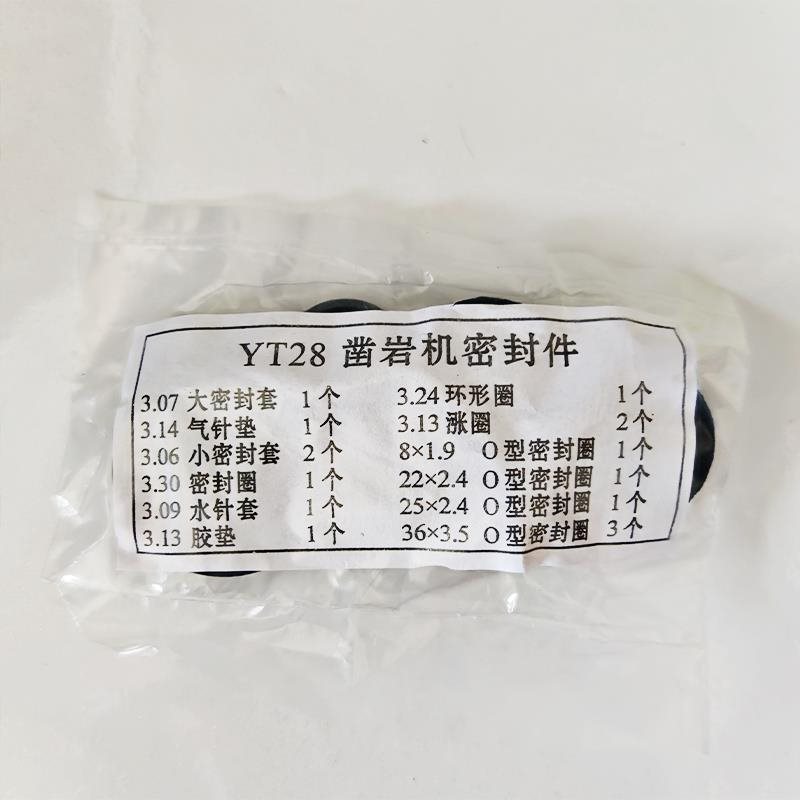 YT28 凿岩机密封件
3.07 大密封套 1个
3.14 气针垫 1个
3.06 小密封套 2个
3.30 密封圈 1个
3.09 水针套 1个
3.13 胶垫 1个
3.24 环形圈 1个
3.13 涨圈 2个
8×1.9 O型密封圈 1个
22×2.4 O型密封圈 1个
25×2.4 O型密封圈 1个
36×3.5 O型密封圈 3个